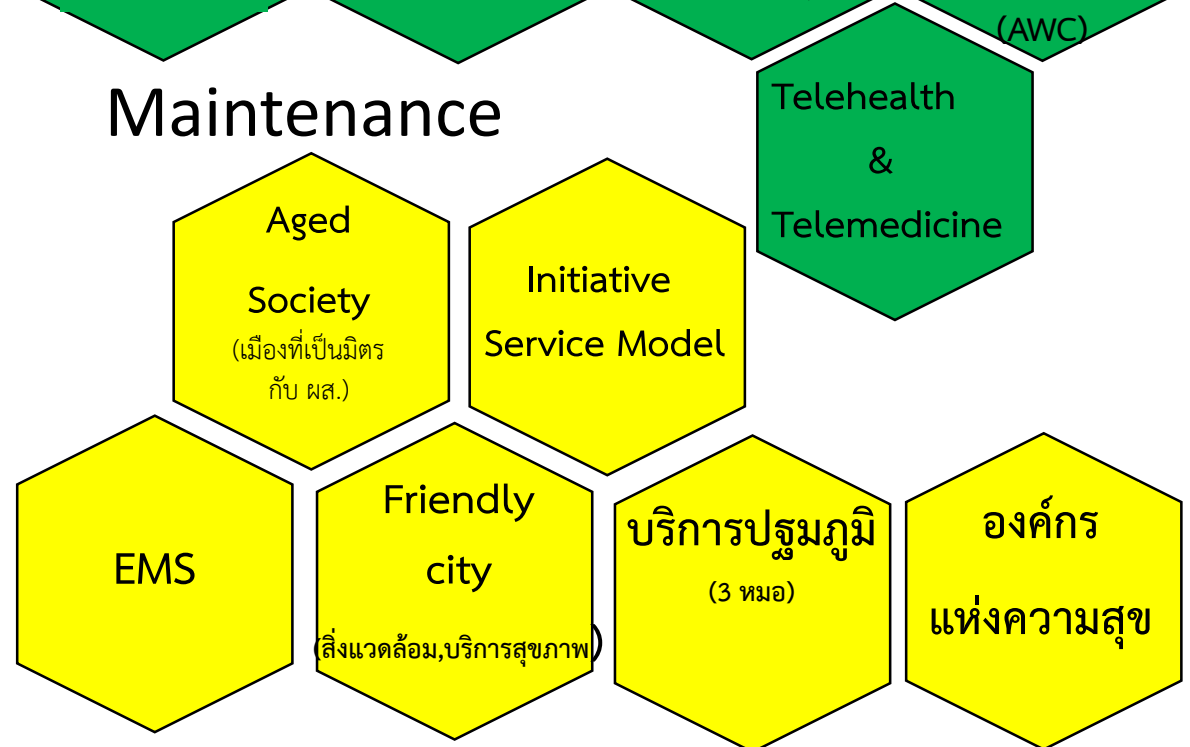 (AWC)
Maintenance
Telehealth
&
Telemedicine
Aged
Society
(เมืองที่เป็นมิตร
กับ ผส.)
Initiative
Service Model
EMS
Friendly
city
(สิ่งแวดล้อม,บริการสุขภาพ)
บริการปฐมภูมิ
(3 หมอ)
องค์กร
แห่งความสุข